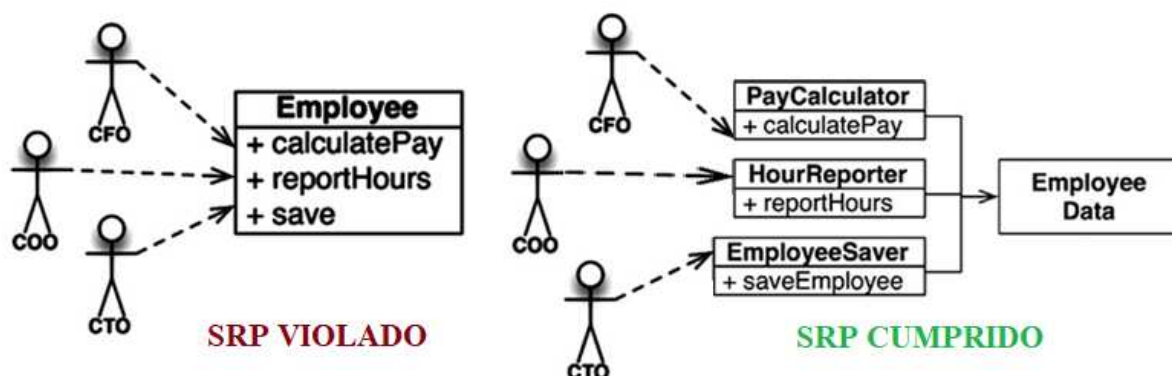 CFO
COO
CTO
Employee
+ calculatePay
+ reportHours
+ save
SRP VIOLADO
CFO
COO
CTO
PayCalculator
+ calculatePay
HourReporter
+ reportHours
EmployeeSaver
+ saveEmployee
Employee
Data
SRP CUMPRIDO